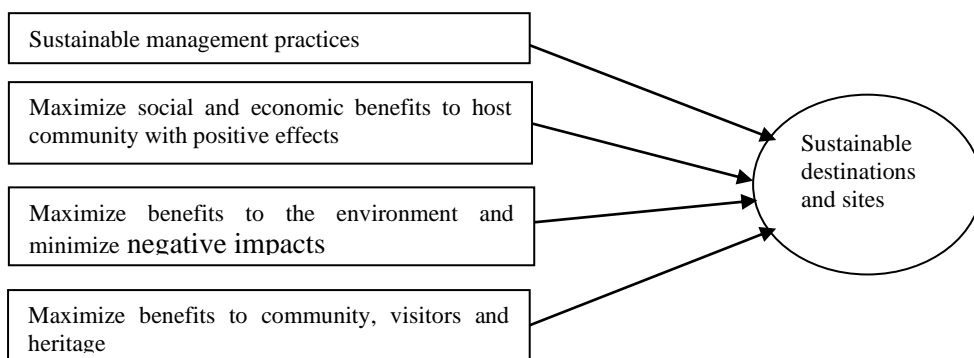 Sustainable management practices
Maximize social and economic benefits to host
community with positive effects
Maximize benefits to the environment and
minimize negative impacts
Maximize benefits to community, visitors and
heritage
Sustainable
destinations
and sites